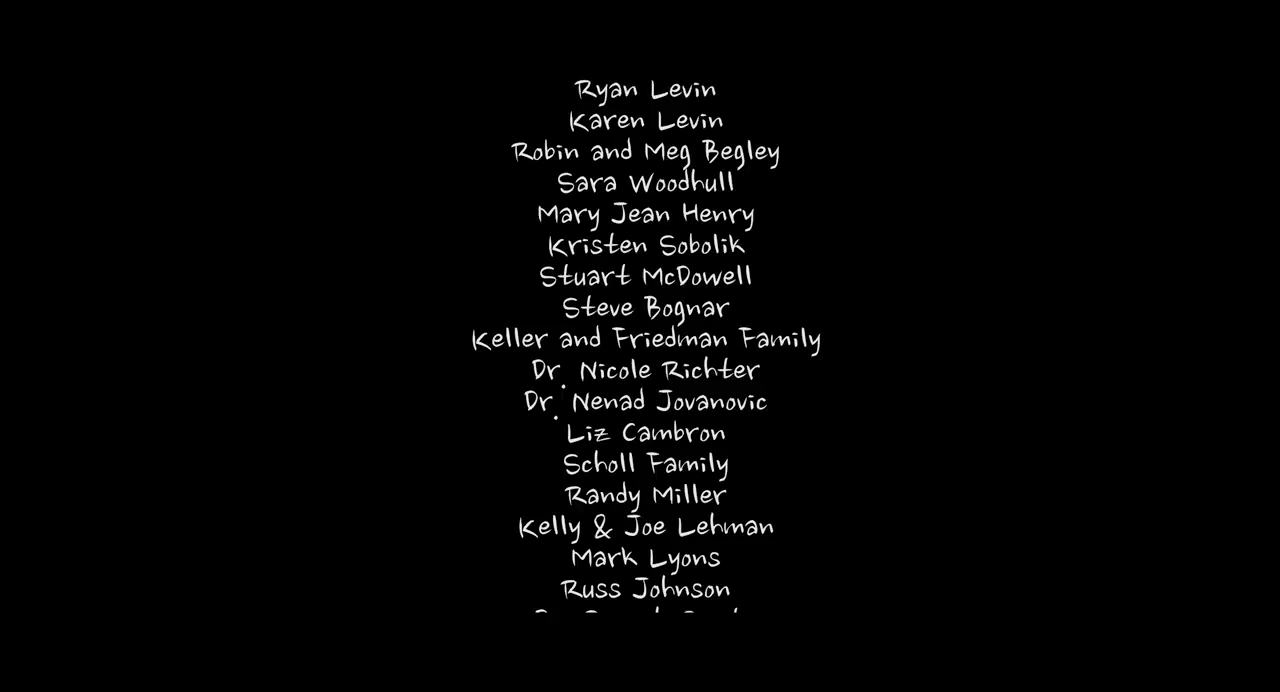 Ryan Levin
Karen Levin
Robin and Meg Begley
Sara Woodhull
Mary Jean Henry
Kristen Sobolik
Stuart McDowell
Steve Bognar
Keller and Friedman Family
Dr. Nicole Richter
Dr. Nenad Jovanovic
Liz Cambron
Scholl Family
Randy Miller
Kelly & Joe Lehman
Mark Lyons
Russ Johnson